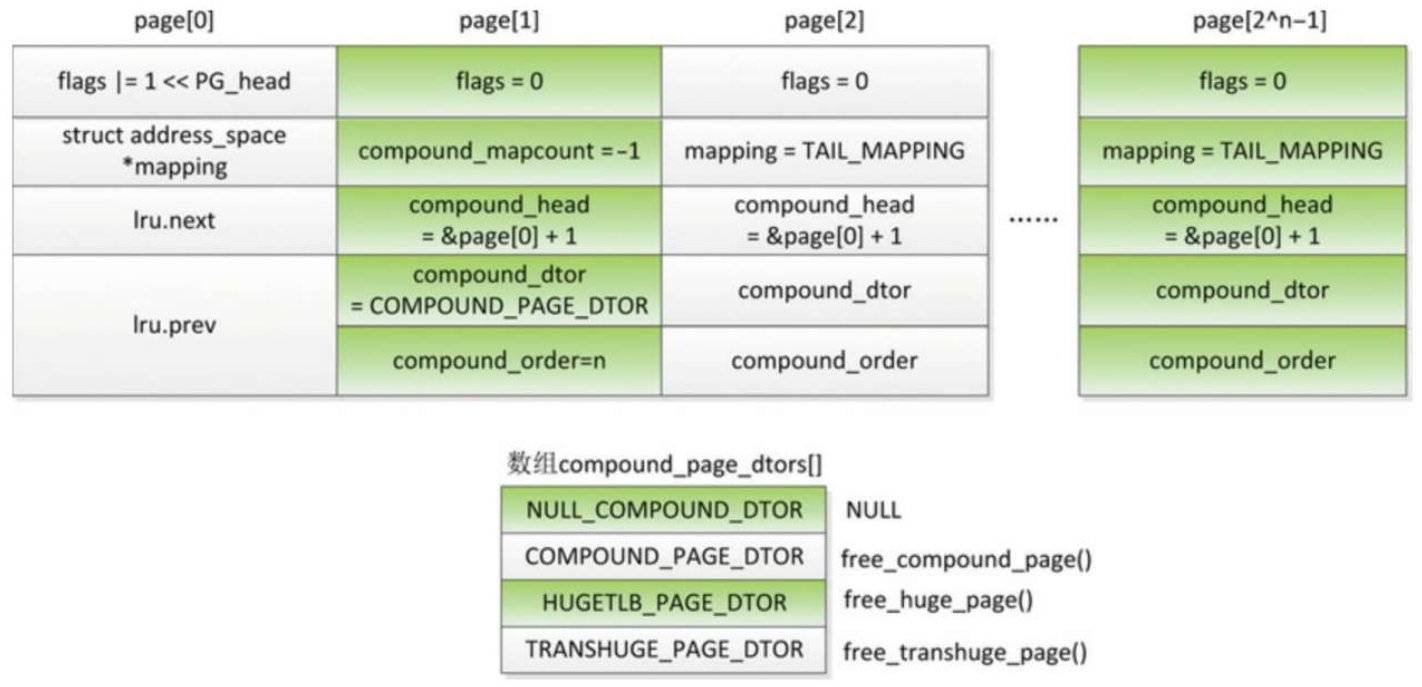 page[0]
page[1]
page[2]
page[2^n−1]
flags |= 1 << PG_head
flags = 0
flags = 0
flags = 0
struct address_space
*mapping
compound_mapcount =−1
mapping = TAIL_MAPPING
mapping = TAIL_MAPPING
lru.next
compound_head
= &page[0] + 1
compound_head
= &page[0] + 1
......
compound_head
= &page[0] + 1
lru.prev
compound_dtor
= COMPOUND_PAGE_DTOR
compound_dtor
compound_dtor
compound_order=n
compound_order
compound_order
数组compound_page_dtors[]
NULL_COMPOUND_DTOR
NULL
COMPOUND_PAGE_DTOR
free_compound_page()
HUGETLB_PAGE_DTOR
free_huge_page()
TRANSHUGE_PAGE_DTOR
free_transhuge_page()